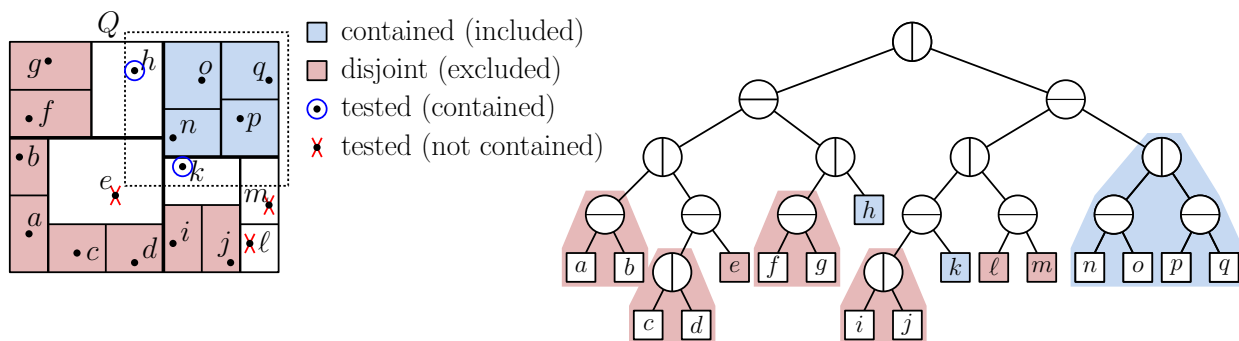 Q
contained (included)
disjoint (excluded)
tested (contained)
tested (not contained)
g h o q
f n p
b e k m
a c d i j ℓ
h
a b e f g k ℓ m n o p q
c d i j